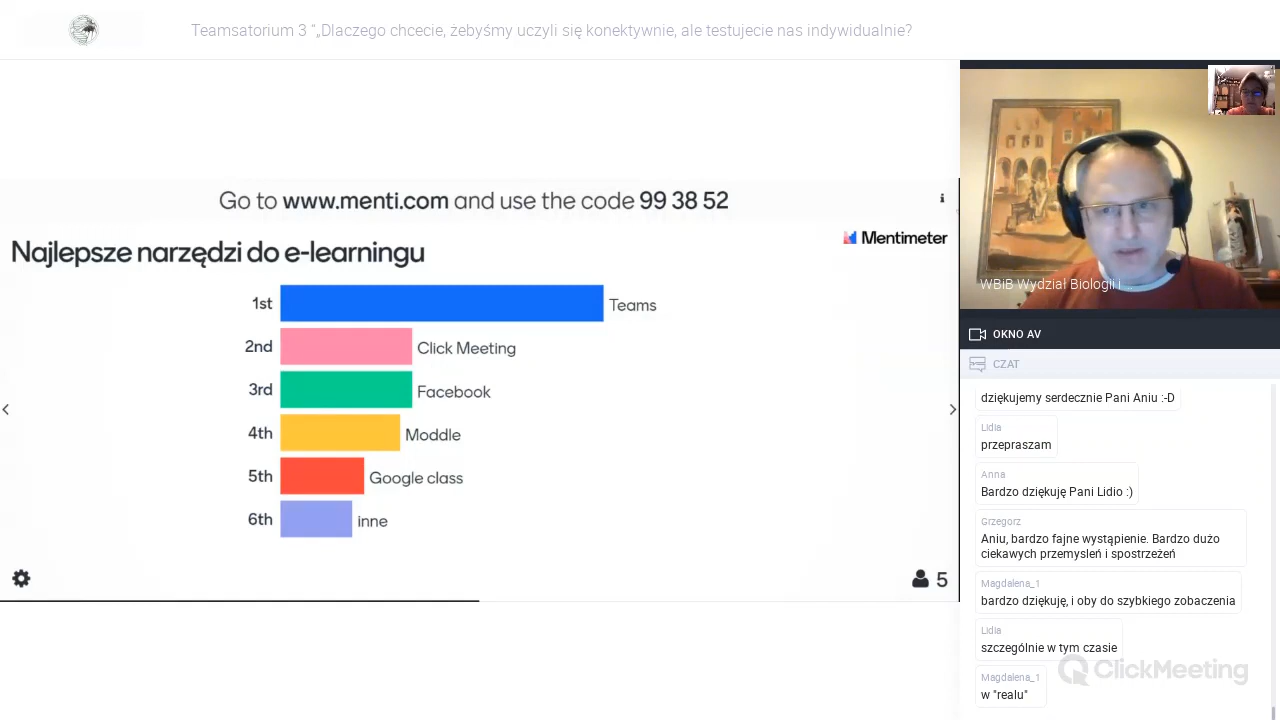 Teamsatorium 3 "„Dlaczego chcecie, żebyśmy uczyli się konektywnie, ale testujecie nas indywidualnie?
Go to www.menti.com and use the code 99 38 52
Mentimeter
Najlepsze narzędzi do e-learningu
1st Teams
2nd Click Meeting
3rd Facebook
4th Moddle
5th Google class
6th inne
5
WBiB Wydział Biologii i ...
OKNO AV
CZAT
dziękujemy serdecznie Pani Aniu :-D
Lidia
przepraszam
Anna
Bardzo dziękuję Pani Lidio :)
Grzegorz
Aniu, bardzo fajne wystąpienie. Bardzo dużo
ciekawych przemysleń i spostrzeżeń
Magdalena_1
bardzo dziękuję, i oby do szybkiego zobaczenia
Lidia
szczególnie w tym czasie
Magdalena_1
w "realu"
ClickMeeting